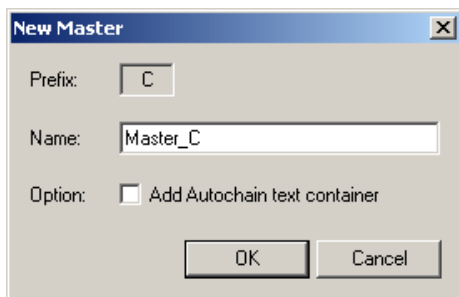 New Master
Prefix: C
Name: Master_C
Option: Add Autochain text container
OK Cancel